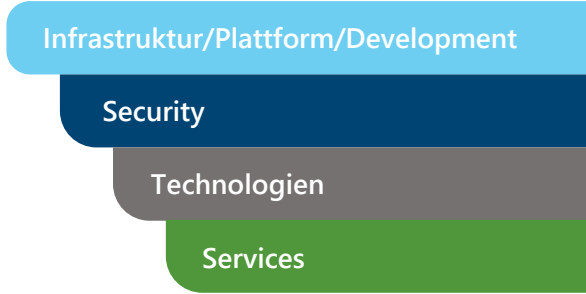 Infrastruktur/Plattform/Development
Security
Technologien
Services